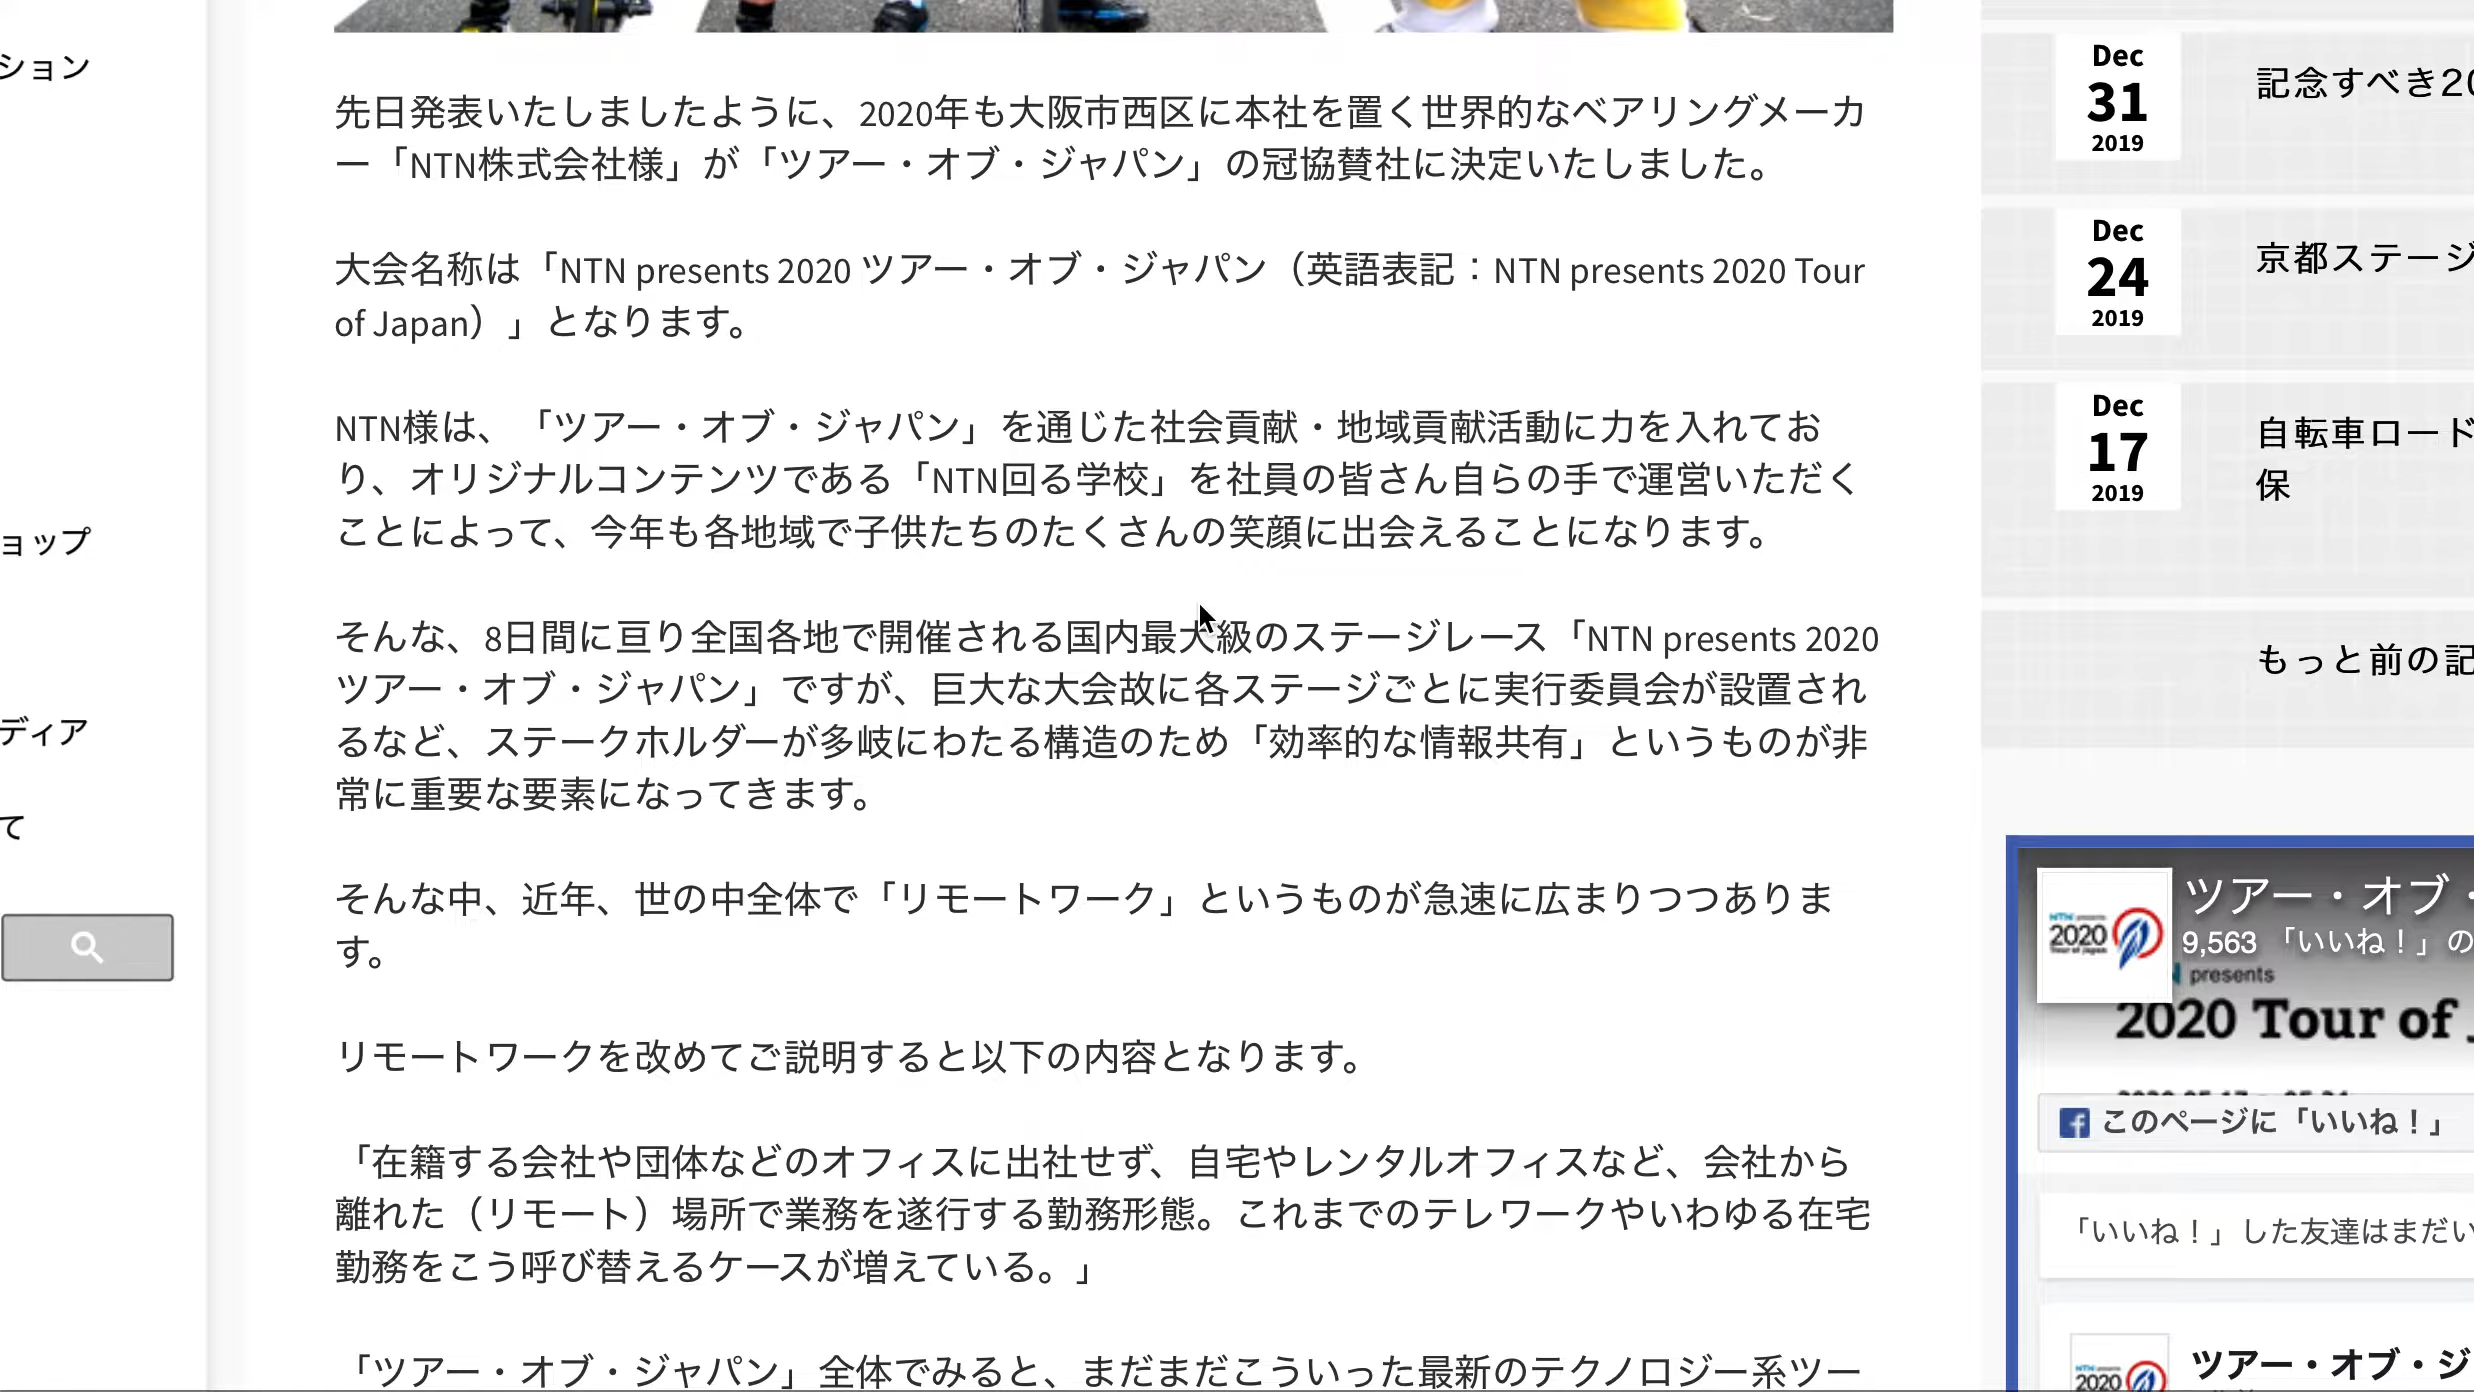 ション
ョップ
ディア
て
先日発表いたしましたように、2020年も大阪市西区に本社を置く世界的なベアリングメーカ
ー「NTN株式会社様」が「ツアー・オブ・ジャパン」の冠協賛社に決定いたしました。
大会名称は「NTN presents 2020 ツアー・オブ・ジャパン（英語表記：NTN presents 2020 Tour
of Japan）」となります。
NTN様は、「ツアー・オブ・ジャパン」を通じた社会貢献・地域貢献活動に力を入れてお
り、オリジナルコンテンツである「NTN回る学校」を社員の皆さん自らの手で運営いただく
ことによって、今年も各地域で子供たちのたくさんの笑顔に出会えることになります。
そんな、8日間に亘り全国各地で開催される国内最大級のステージレース「NTN presents 2020
ツアー・オブ・ジャパン」ですが、巨大な大会故に各ステージごとに実行委員会が設置され
るなど、ステークホルダーが多岐にわたる構造のため「効率的な情報共有」というものが非
常に重要な要素になってきます。
そんな中、近年、世の中全体で「リモートワーク」というものが急速に広まりつつありま
す。
リモートワークを改めてご説明すると以下の内容となります。
「在籍する会社や団体などのオフィスに出社せず、自宅やレンタルオフィスなど、会社から
離れた（リモート）場所で業務を遂行する勤務形態。これまでのテレワークやいわゆる在宅
勤務をこう呼び替えるケースが増えている。」
「ツアー・オブ・ジャパン」全体でみると、まだまだこういった最新のテクノロジー系ツー
Dec
31
2019
記念すべき20
Dec
24
2019
京都ステージ
Dec
17
2019
自転車ロード
保
もっと前の記
ツアー・オブ・
9,563 「いいね！」の
NTN presents
2020
Tour of Japan
presents
2020 Tour of J
このページに「いいね！」
「いいね！」した友達はまだい
ツアー・オブ・ジ
NTN presents
2020